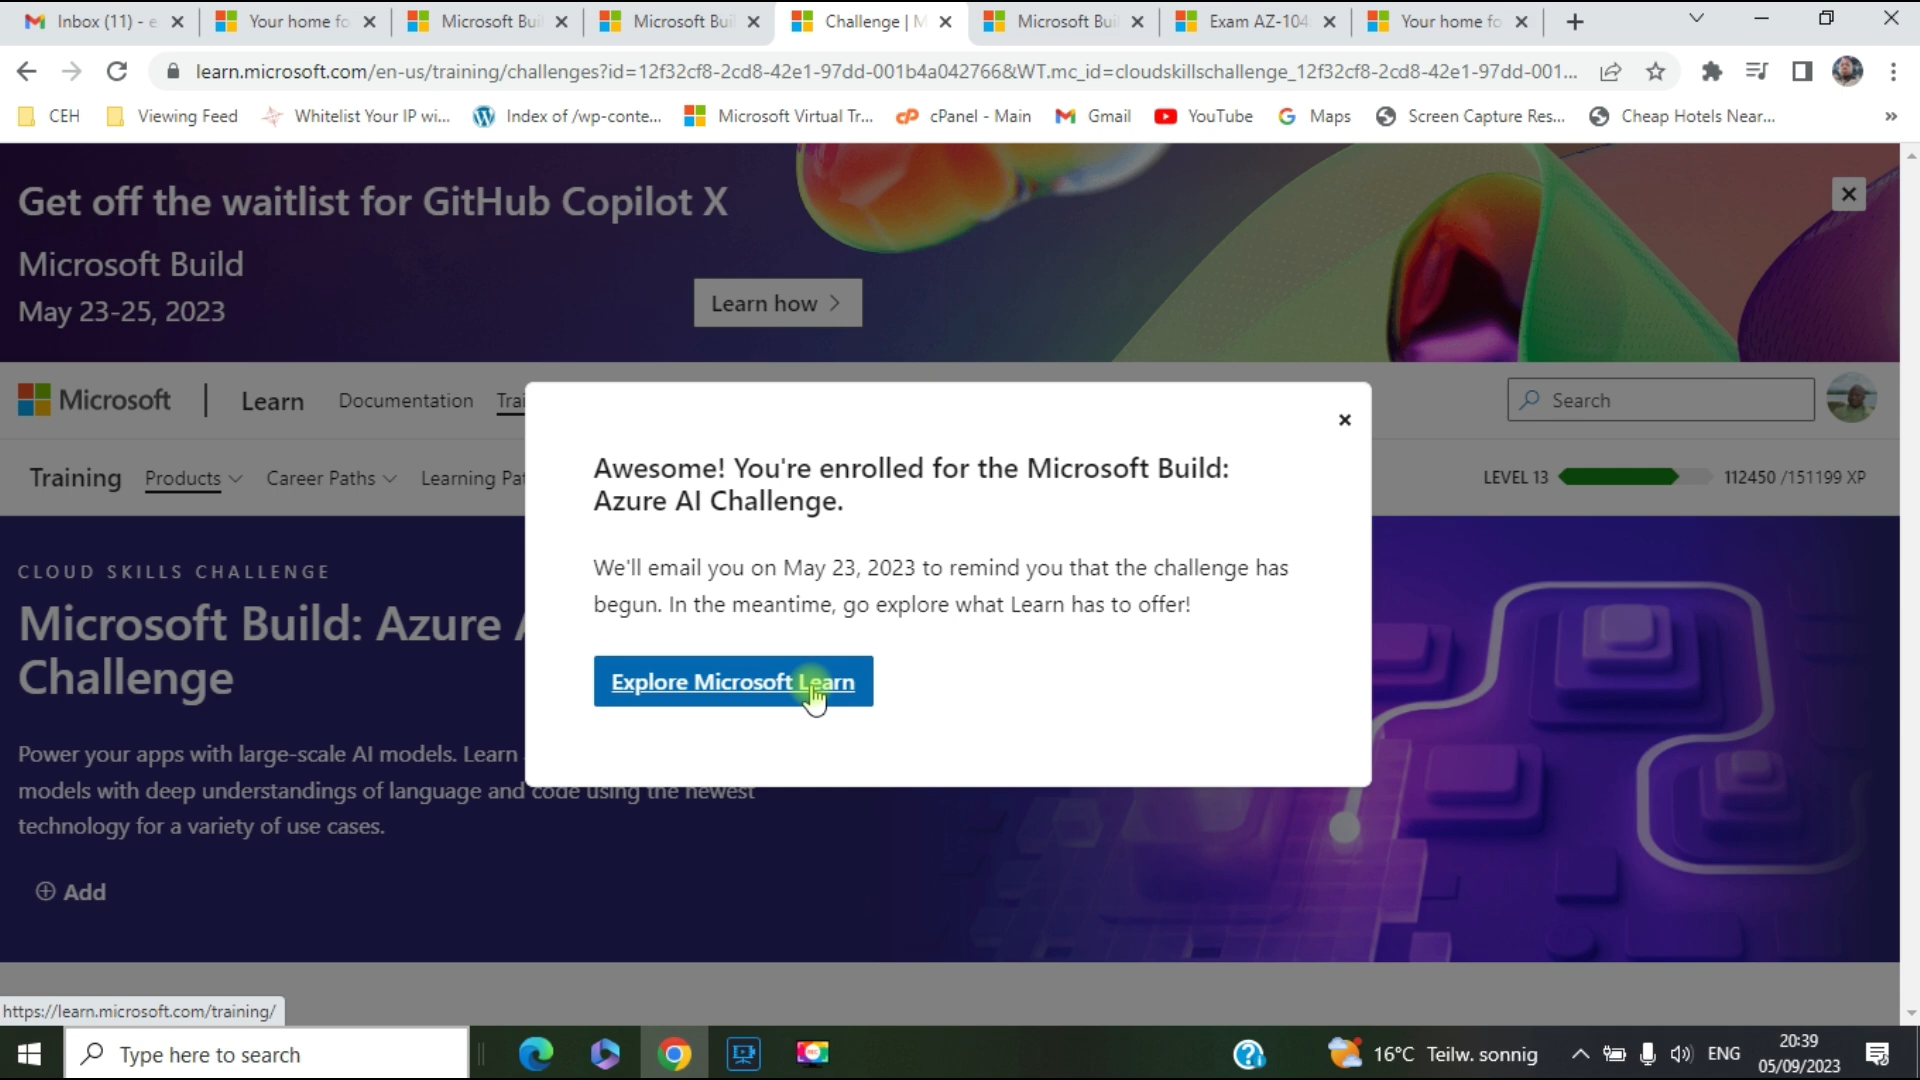 Inbox (11) - e
Your home fo
Microsoft Bui
Microsoft Bui
Challenge | M
Microsoft Bui
Exam AZ-104
Your home fo
learn.microsoft.com/en-us/training/challenges?id=12f32cf8-2cd8-42e1-97dd-001b4a042766&WT.mc_id=cloudskillschallenge_12f32cf8-2cd8-42e1-97dd-001...
CEH
Viewing Feed
Whitelist Your IP wi...
Index of /wp-conte...
Microsoft Virtual Tr...
cPanel - Main
Gmail
YouTube
Maps
Screen Capture Res...
Cheap Hotels Near...
»
Get off the waitlist for GitHub Copilot X
Microsoft Build
May 23-25, 2023
Learn how
Microsoft
Learn
Documentation
Trai
Search
Training
Products
Career Paths
Learning Pat
LEVEL 13
112450 /151199 XP
Awesome! You're enrolled for the Microsoft Build:
Azure AI Challenge.
We'll email you on May 23, 2023 to remind you that the challenge has
begun. In the meantime, go explore what Learn has to offer!
Explore Microsoft Learn
CLOUD SKILLS CHALLENGE
Microsoft Build: Azure A
Challenge
Power your apps with large-scale AI models. Learn
models with deep understandings of language and code using the newest
technology for a variety of use cases.
Add
https://learn.microsoft.com/training/
Type here to search
16°C Teilw. sonnig
ENG
20:39
05/09/2023